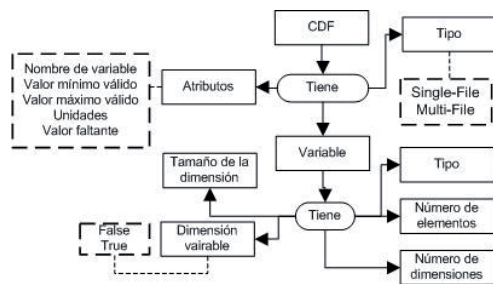 CDF
Tipo
Nombre de variable
Valor mínimo válido
Valor máximo válido
Unidades
Valor faltante
Atributos
Tiene
Single-File
Multi-File
Variable
Tamaño de la
dimensión
Tipo
Tiene
False
True
Dimensión
vairable
Número de
elementos
Número de
dimensiones